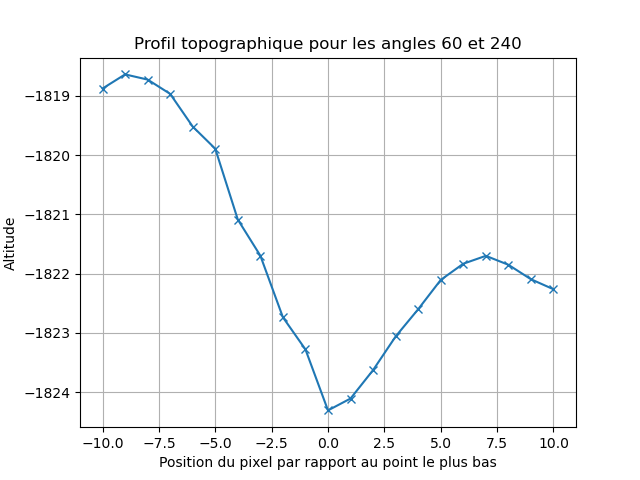 Profil topographique pour les angles 60 et 240
−1819
−1820
−1821
−1822
−1823
−1824
Altitude
−10.0 −7.5 −5.0 −2.5 0.0 2.5 5.0 7.5 10.0
Position du pixel par rapport au point le plus bas